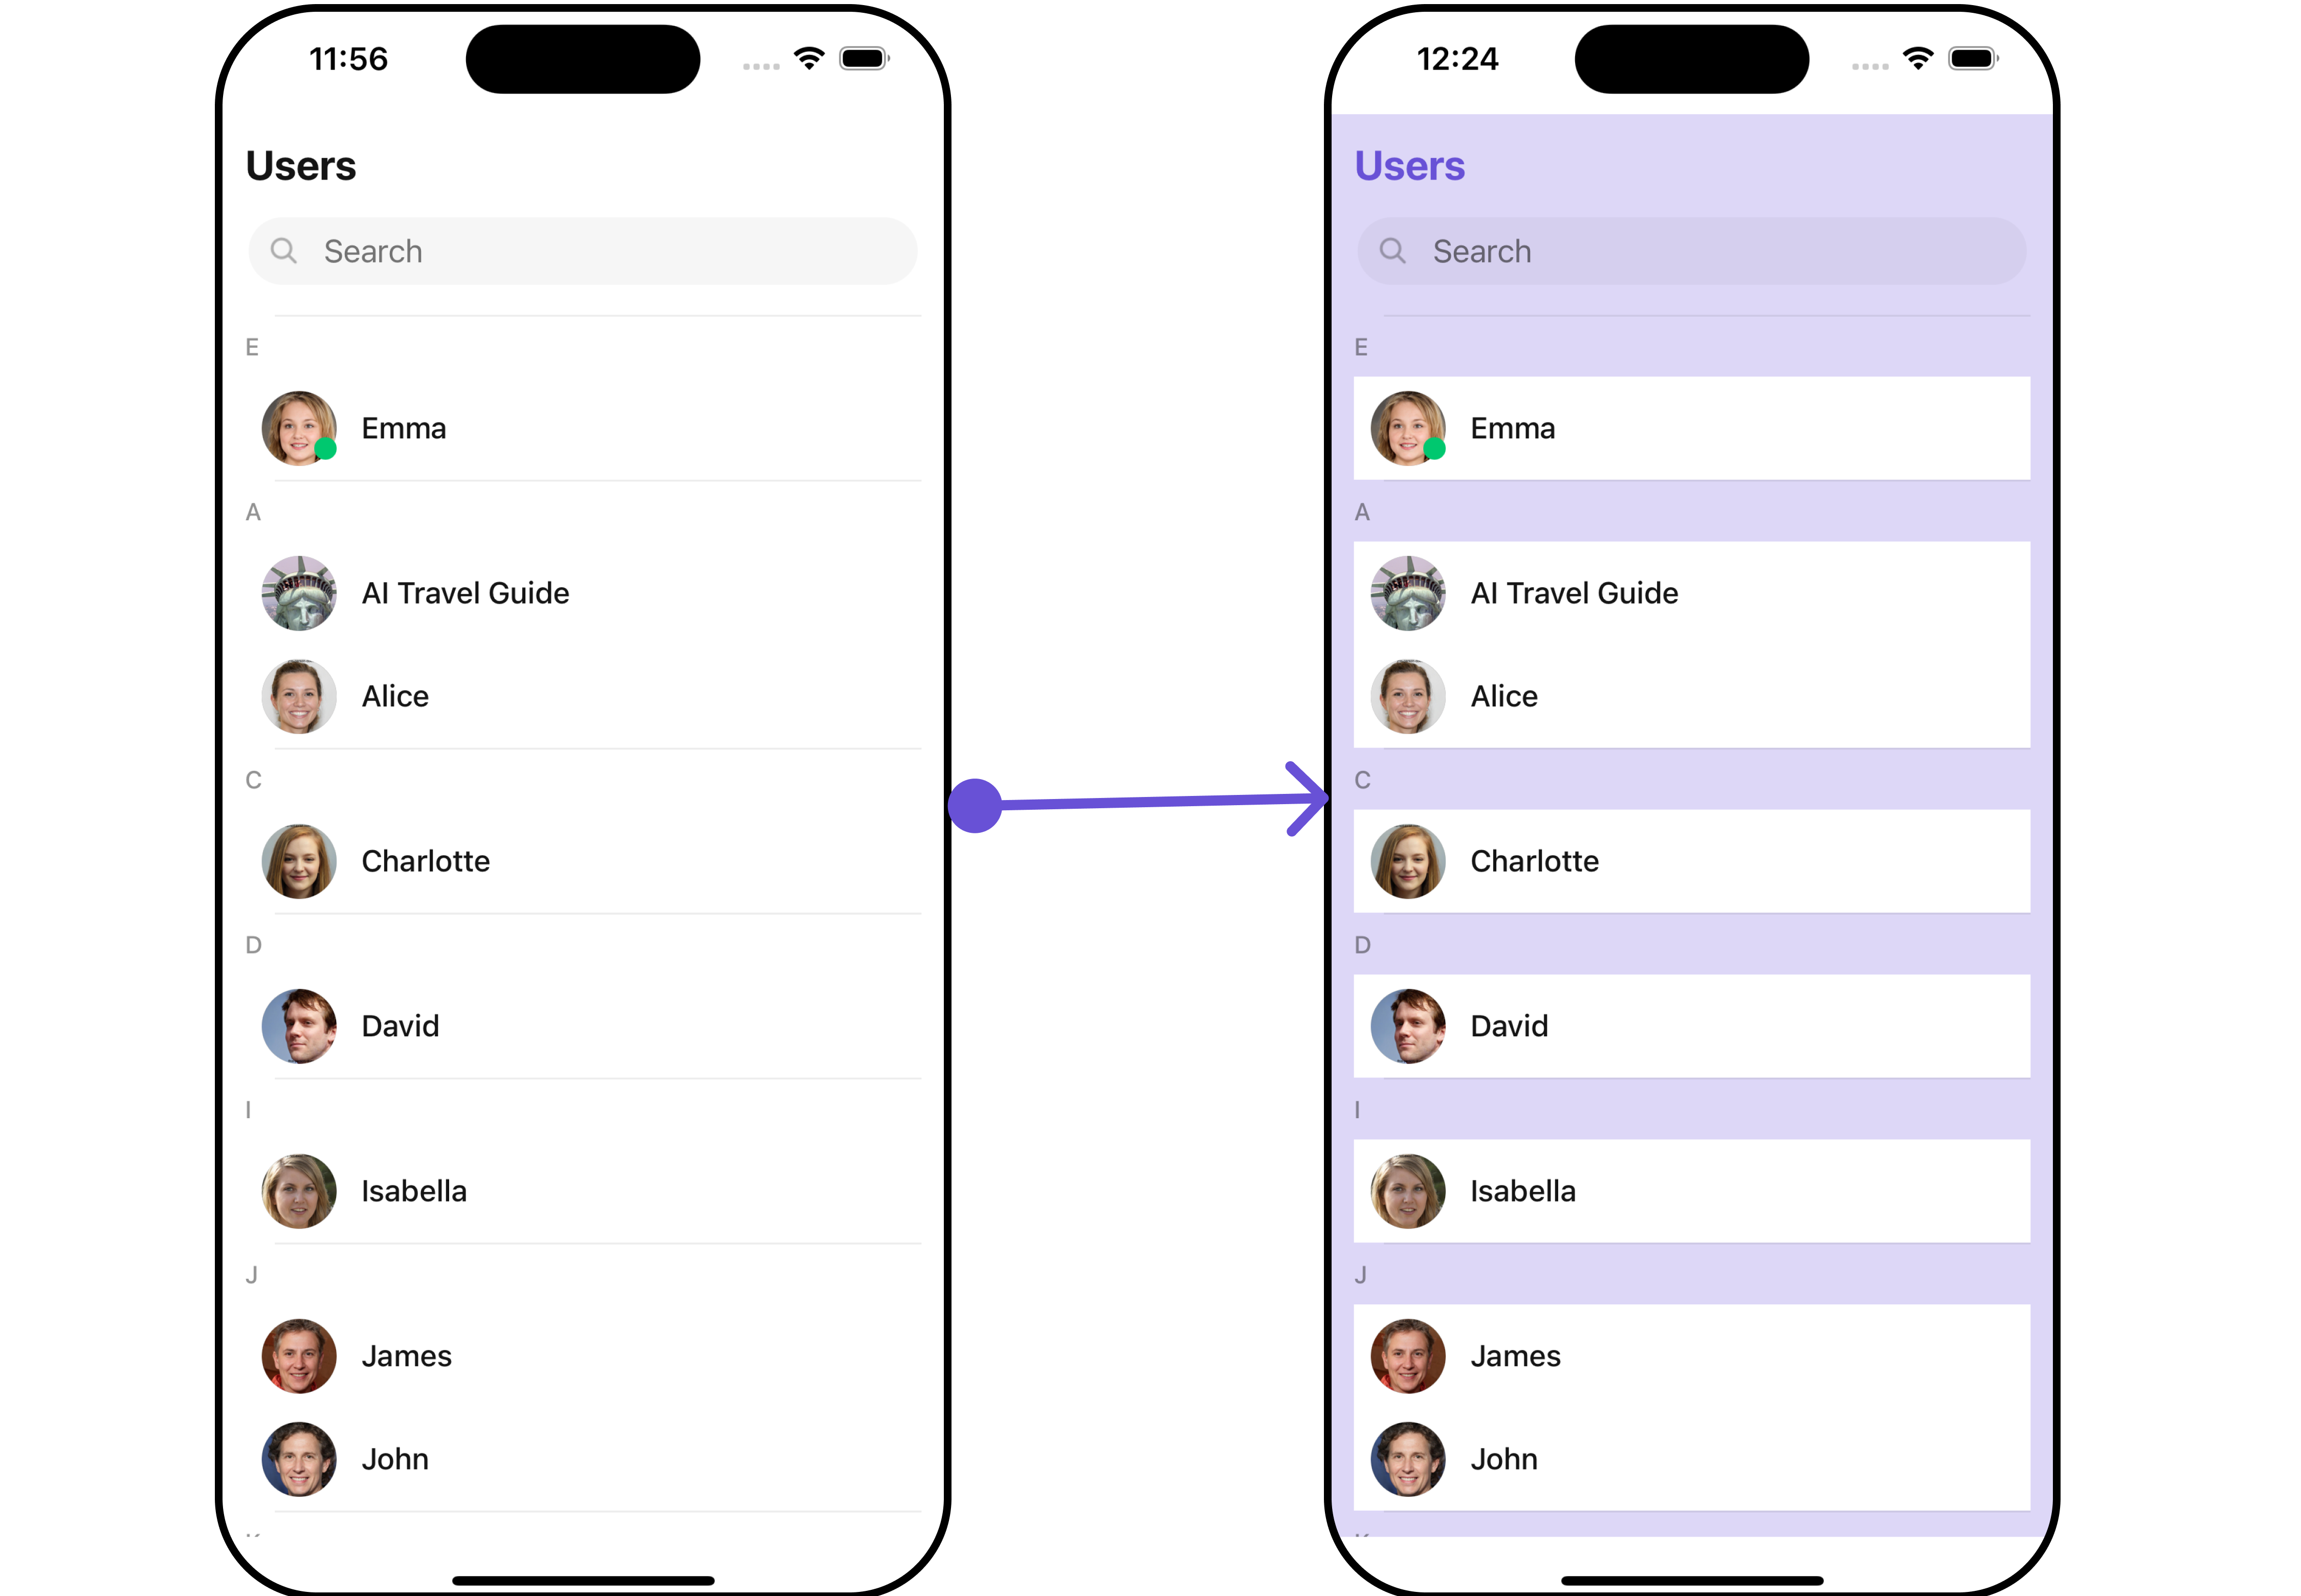 11:56
Users
Search
E
Emma
A
AI Travel Guide
Alice
C
Charlotte
D
David
I
Isabella
J
James
John
12:24
Users
Search
E
Emma
A
AI Travel Guide
Alice
C
Charlotte
D
David
I
Isabella
J
James
John